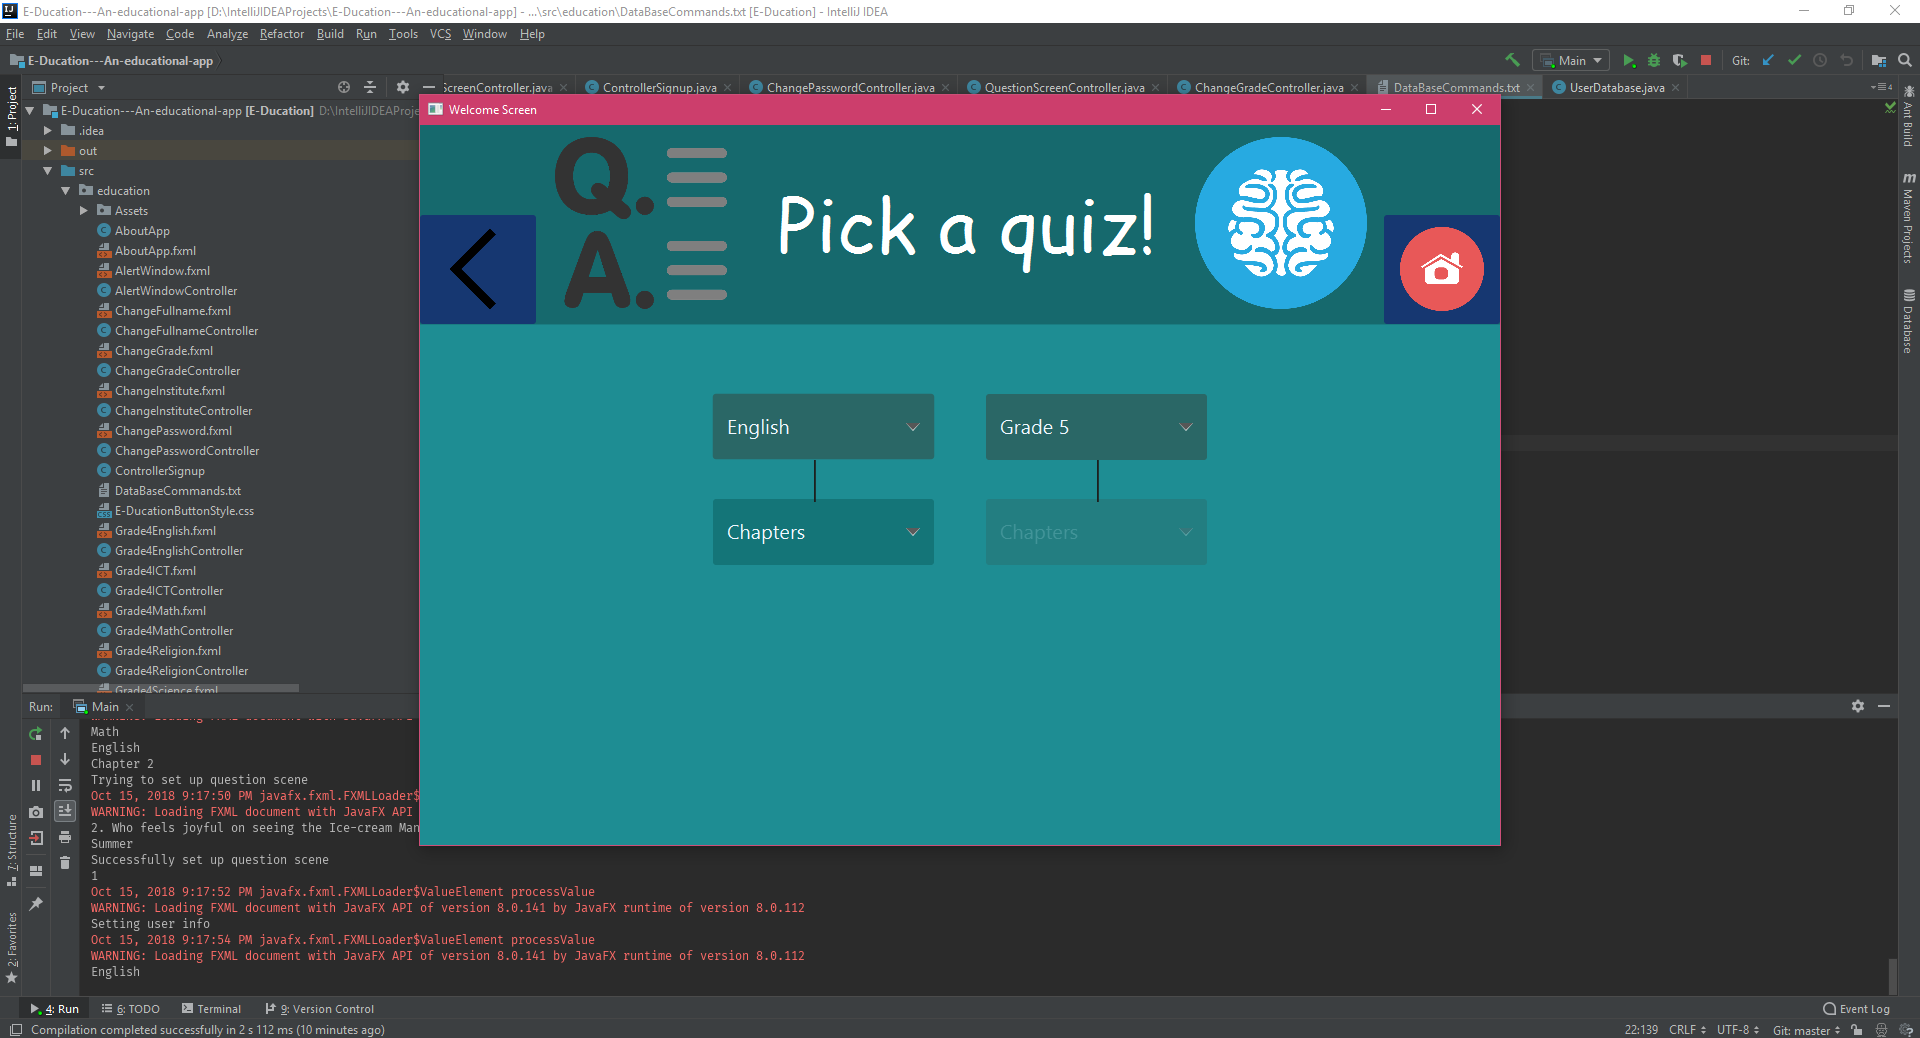 E-Ducation---An-educational-app [D:\IntelliJIDEAProjects\E-Ducation---An-educational-app] - ...\src\education\DataBaseCommands.txt [E-Ducation] - IntelliJ IDEA
File Edit View Navigate Code Analyze Refactor Build Run Tools VCS Window Help
E-Ducation---An-educational-app
Main
Git:
Project
ScreenController.java
ControllerSignup.java
ChangePasswordController.java
QuestionScreenController.java
ChangeGradeController.java
DataBaseCommands.txt
UserDatabase.java
1: Project
E-Ducation---An-educational-app [E-Ducation] D:\IntelliJIDEAProje
.idea
out
src
education
Assets
AboutApp
AboutApp.fxml
AlertWindow.fxml
AlertWindowController
ChangeFullname.fxml
ChangeFullnameController
ChangeGrade.fxml
ChangeGradeController
ChangeInstitute.fxml
ChangeInstituteController
ChangePassword.fxml
ChangePasswordController
ControllerSignup
DataBaseCommands.txt
E-DucationButtonStyle.css
Grade4English.fxml
Grade4EnglishController
Grade4ICT.fxml
Grade4ICTController
Grade4Math.fxml
Grade4MathController
Grade4Religion.fxml
Grade4ReligionController
Grade4Science.fxml
Welcome Screen
Q.
A.
Pick a quiz!
English
Grade 5
Chapters
Chapters
Ant Build
Maven Projects
Database
Run: Main
WARNING: Loading FXML document with JavaFX API
Math
English
Chapter 2
Trying to set up question scene
Oct 15, 2018 9:17:50 PM javafx.fxml.FXMLLoader$
WARNING: Loading FXML document with JavaFX API
2. Who feels joyful on seeing the Ice-cream Man
Summer
Successfully set up question scene
1
Oct 15, 2018 9:17:52 PM javafx.fxml.FXMLLoader$ValueElement processValue
WARNING: Loading FXML document with JavaFX API of version 8.0.141 by JavaFX runtime of version 8.0.112
Setting user info
Oct 15, 2018 9:17:54 PM javafx.fxml.FXMLLoader$ValueElement processValue
WARNING: Loading FXML document with JavaFX API of version 8.0.141 by JavaFX runtime of version 8.0.112
English
7: Structure
2: Favorites
4: Run 6: TODO Terminal 9: Version Control
Event Log
Compilation completed successfully in 2 s 112 ms (10 minutes ago)
22:139 CRLF UTF-8 Git: master